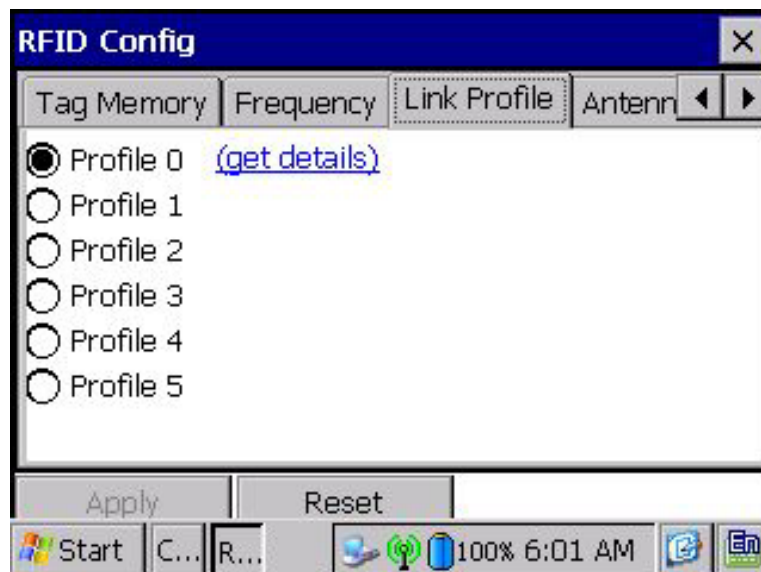 RFID Config
Tag Memory Frequency Link Profile Antenn
Profile 0 (get details)
Profile 1
Profile 2
Profile 3
Profile 4
Profile 5
Apply Reset
Start C... R... 100% 6:01 AM En